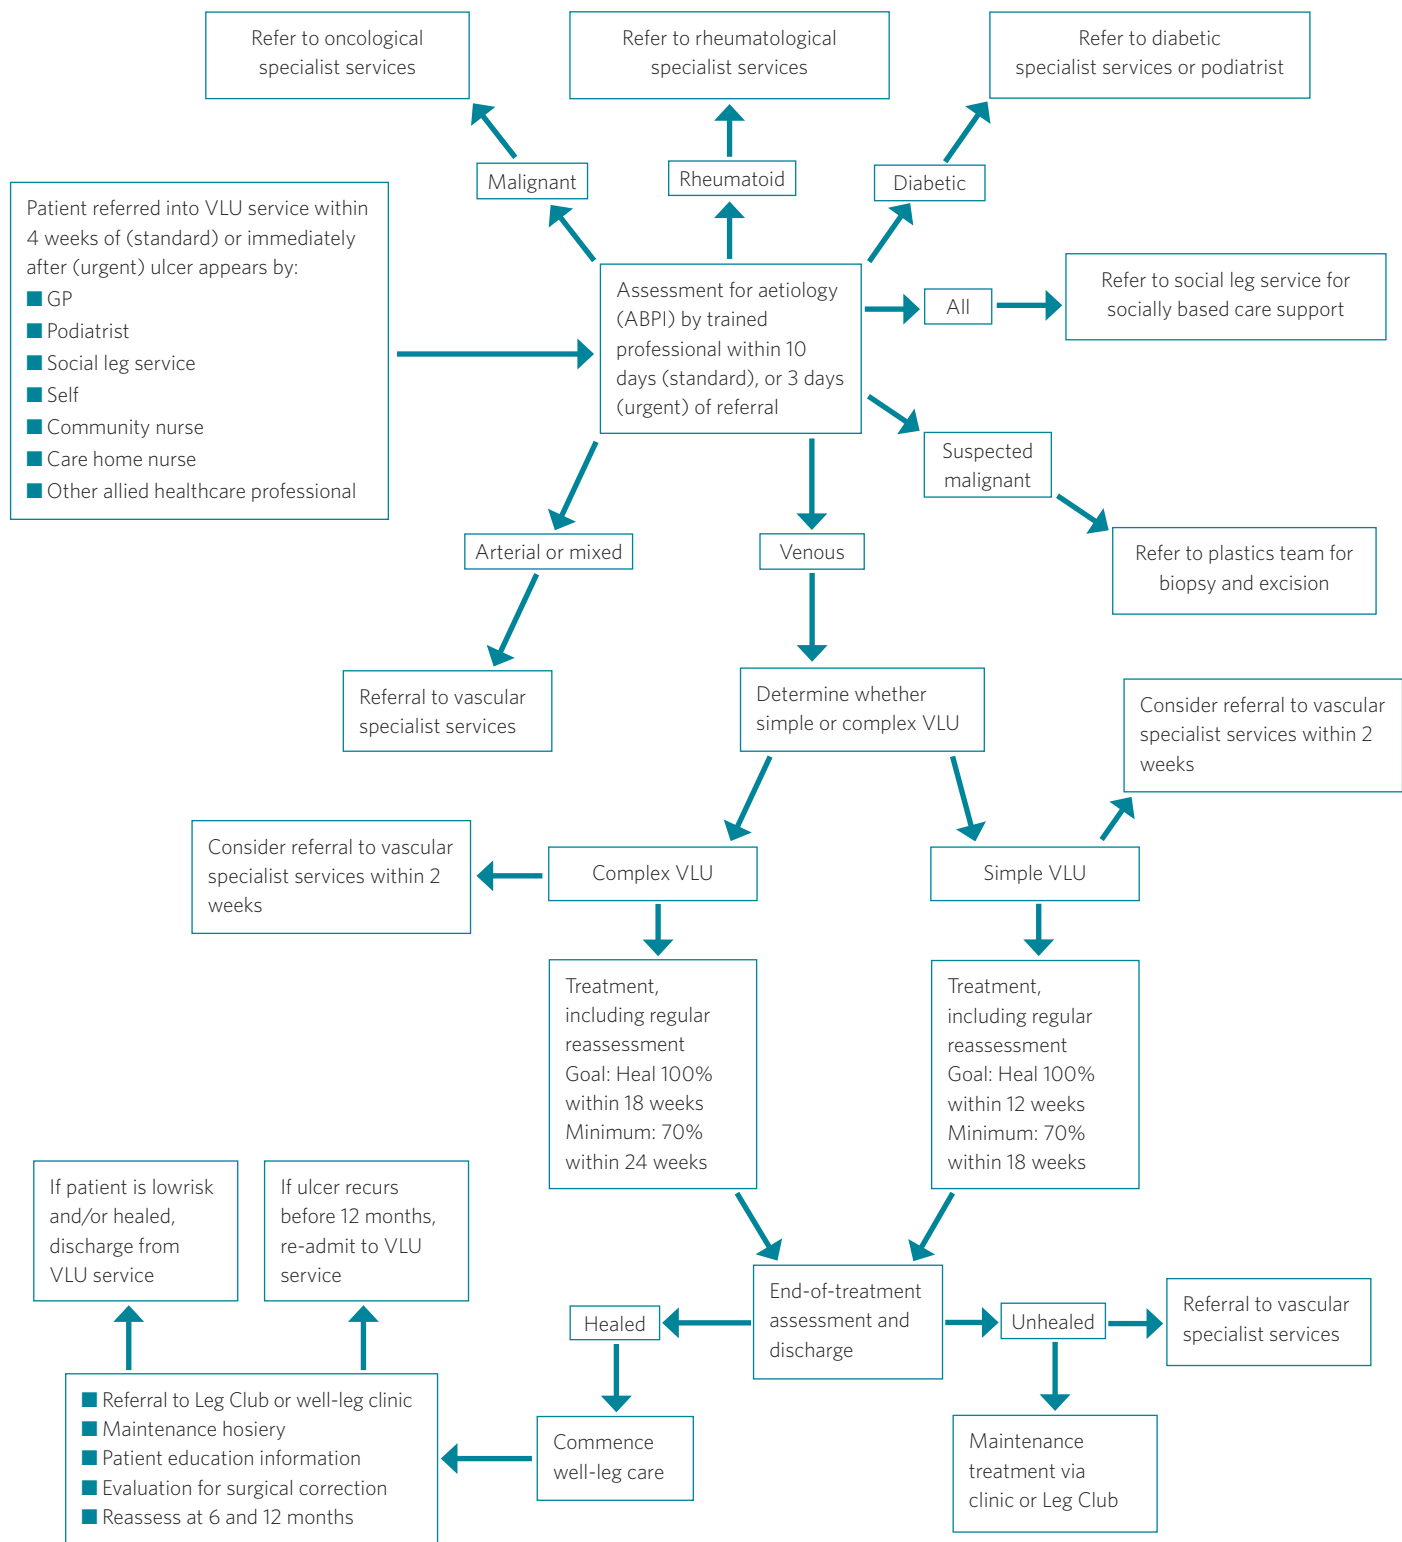 Refer to oncological
specialist services
Refer to rheumatological
specialist services
Refer to diabetic
specialist services or podiatrist
Malignant
Rheumatoid
Diabetic
Patient referred into VLU service within
4 weeks of (standard) or immediately
after (urgent) ulcer appears by:
■ GP
■ Podiatrist
■ Social leg service
■ Self
■ Community nurse
■ Care home nurse
■ Other allied healthcare professional
Assessment for aetiology
(ABPI) by trained
professional within 10
days (standard), or 3 days
(urgent) of referral
All
Refer to social leg service for
socially based care support
Suspected
malignant
Refer to plastics team for
biopsy and excision
Arterial or mixed
Venous
Referral to vascular
specialist services
Determine whether
simple or complex VLU
Consider referral to vascular
specialist services within 2
weeks
Consider referral to vascular
specialist services within 2
weeks
Complex VLU
Simple VLU
Treatment,
including regular
reassessment
Goal: Heal 100%
within 18 weeks
Minimum: 70%
within 24 weeks
Treatment,
including regular
reassessment
Goal: Heal 100%
within 12 weeks
Minimum: 70%
within 18 weeks
If patient is lowrisk
and/or healed,
discharge from
VLU service
If ulcer recurs
before 12 months,
re-admit to VLU
service
End-of-treatment
assessment and
discharge
Healed
Unhealed
Referral to vascular
specialist services
■ Referral to Leg Club or well-leg clinic
■ Maintenance hosiery
■ Patient education information
■ Evaluation for surgical correction
■ Reassess at 6 and 12 months
Commence
well-leg care
Maintenance
treatment via
clinic or Leg Club